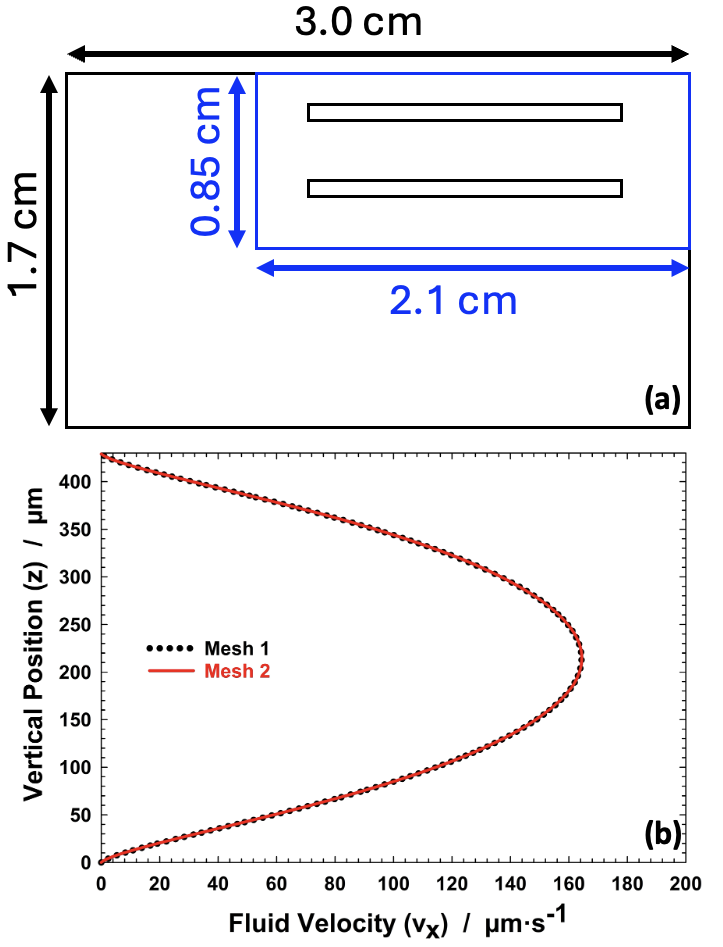 3.0 cm
1.7 cm
0.85 cm
2.1 cm
(a)
Vertical Position (z) / µm
400
350
300
250
200
150
100
50
0
Mesh 1
Mesh 2
(b)
0 20 40 60 80 100 120 140 160 180 200
Fluid Velocity (vx) / µm·s-1